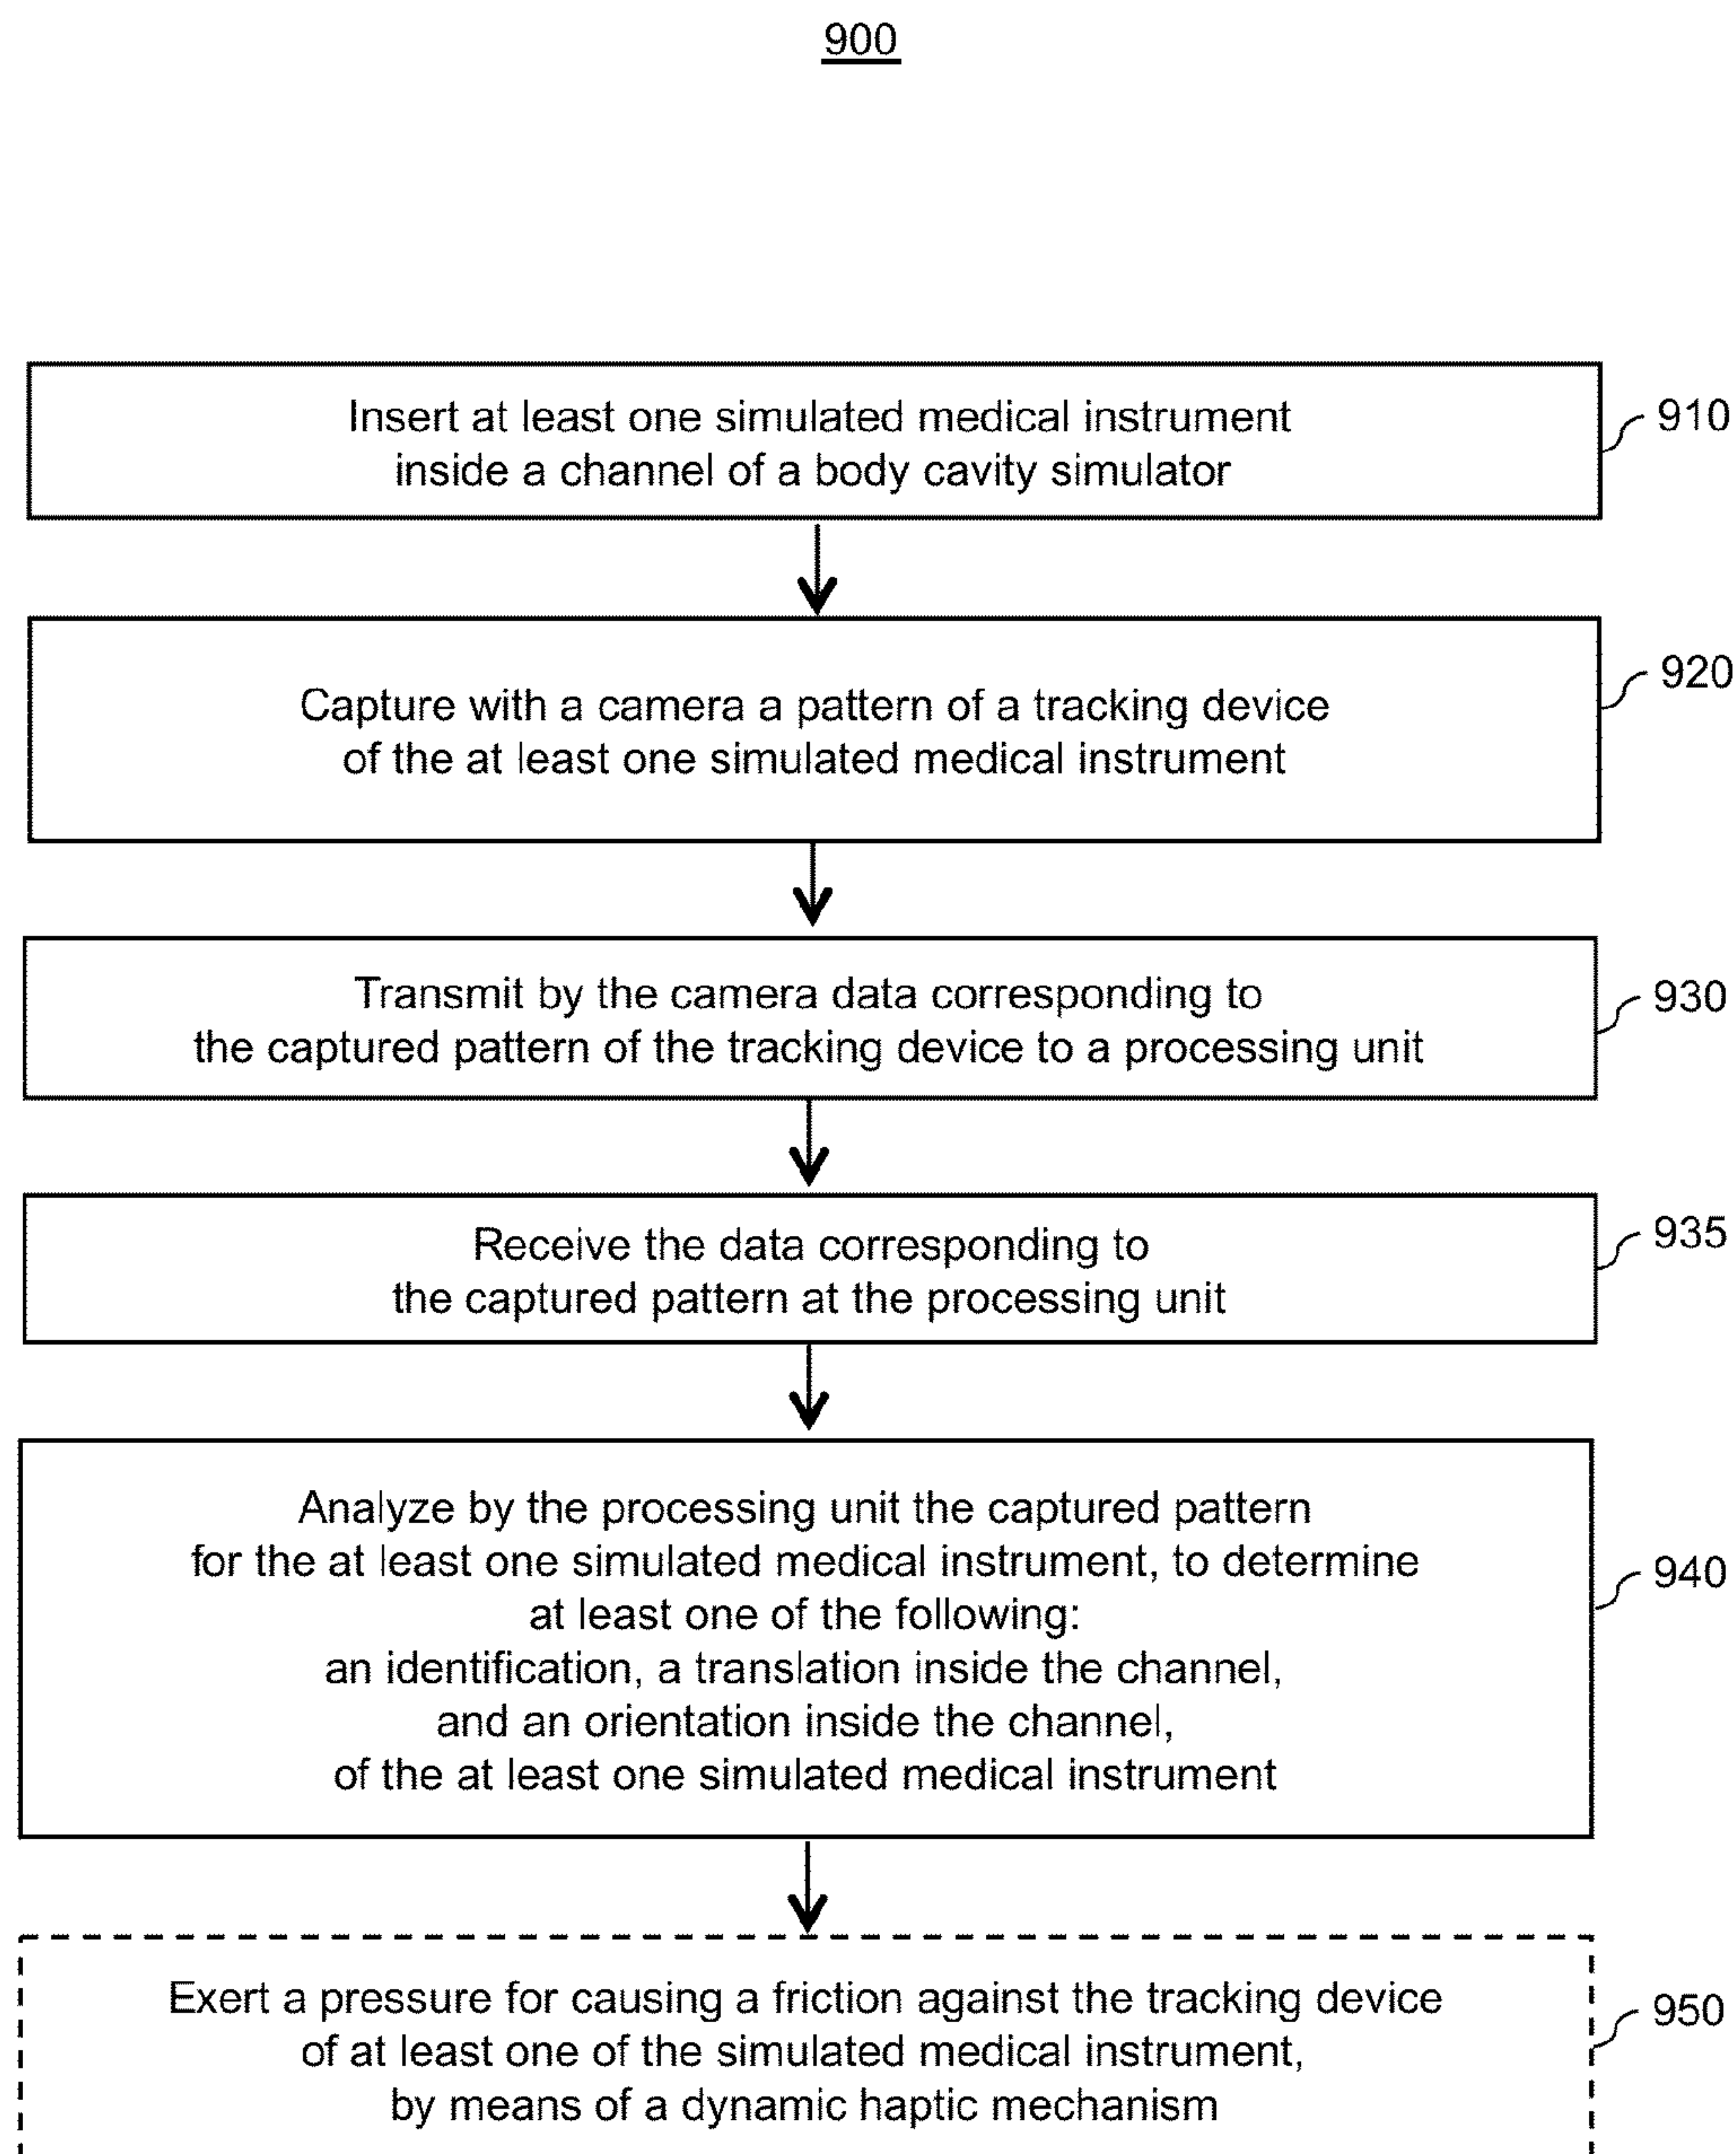 900
Insert at least one simulated medical instrument
inside a channel of a body cavity simulator
910
Capture with a camera a pattern of a tracking device
of the at least one simulated medical instrument
920
Transmit by the camera data corresponding to
the captured pattern of the tracking device to a processing unit
930
Receive the data corresponding to
the captured pattern at the processing unit
935
Analyze by the processing unit the captured pattern
for the at least one simulated medical instrument, to determine
at least one of the following:
an identification, a translation inside the channel,
and an orientation inside the channel,
of the at least one simulated medical instrument
940
Exert a pressure for causing a friction against the tracking device
of at least one of the simulated medical instrument,
by means of a dynamic haptic mechanism
950